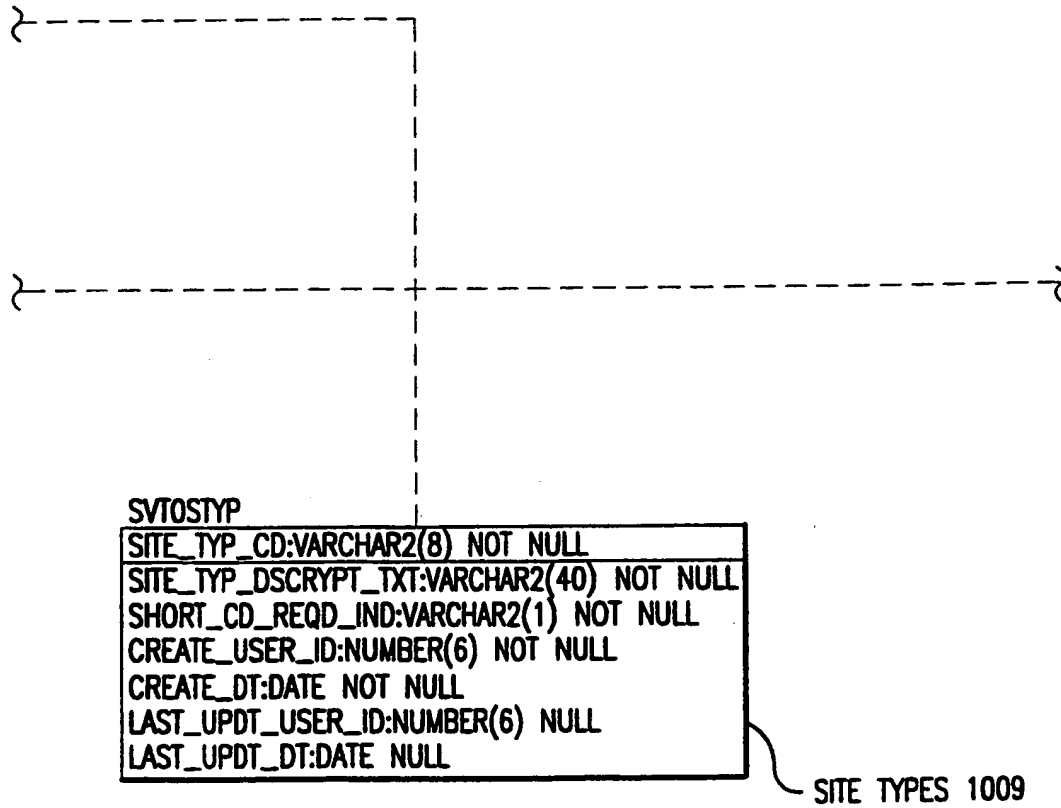 SVTOSTYP
SITE_TYP_CD:VARCHAR2(8) NOT NULL
SITE_TYP_DSCRYPT_TXT:VARCHAR2(40) NOT NULL
SHORT_CD_REQD_IND:VARCHAR2(1) NOT NULL
CREATE_USER_ID:NUMBER(6) NOT NULL
CREATE_DT:DATE NOT NULL
LAST_UPDT_USER_ID:NUMBER(6) NULL
LAST_UPDT_DT:DATE NULL
SITE TYPES 1009